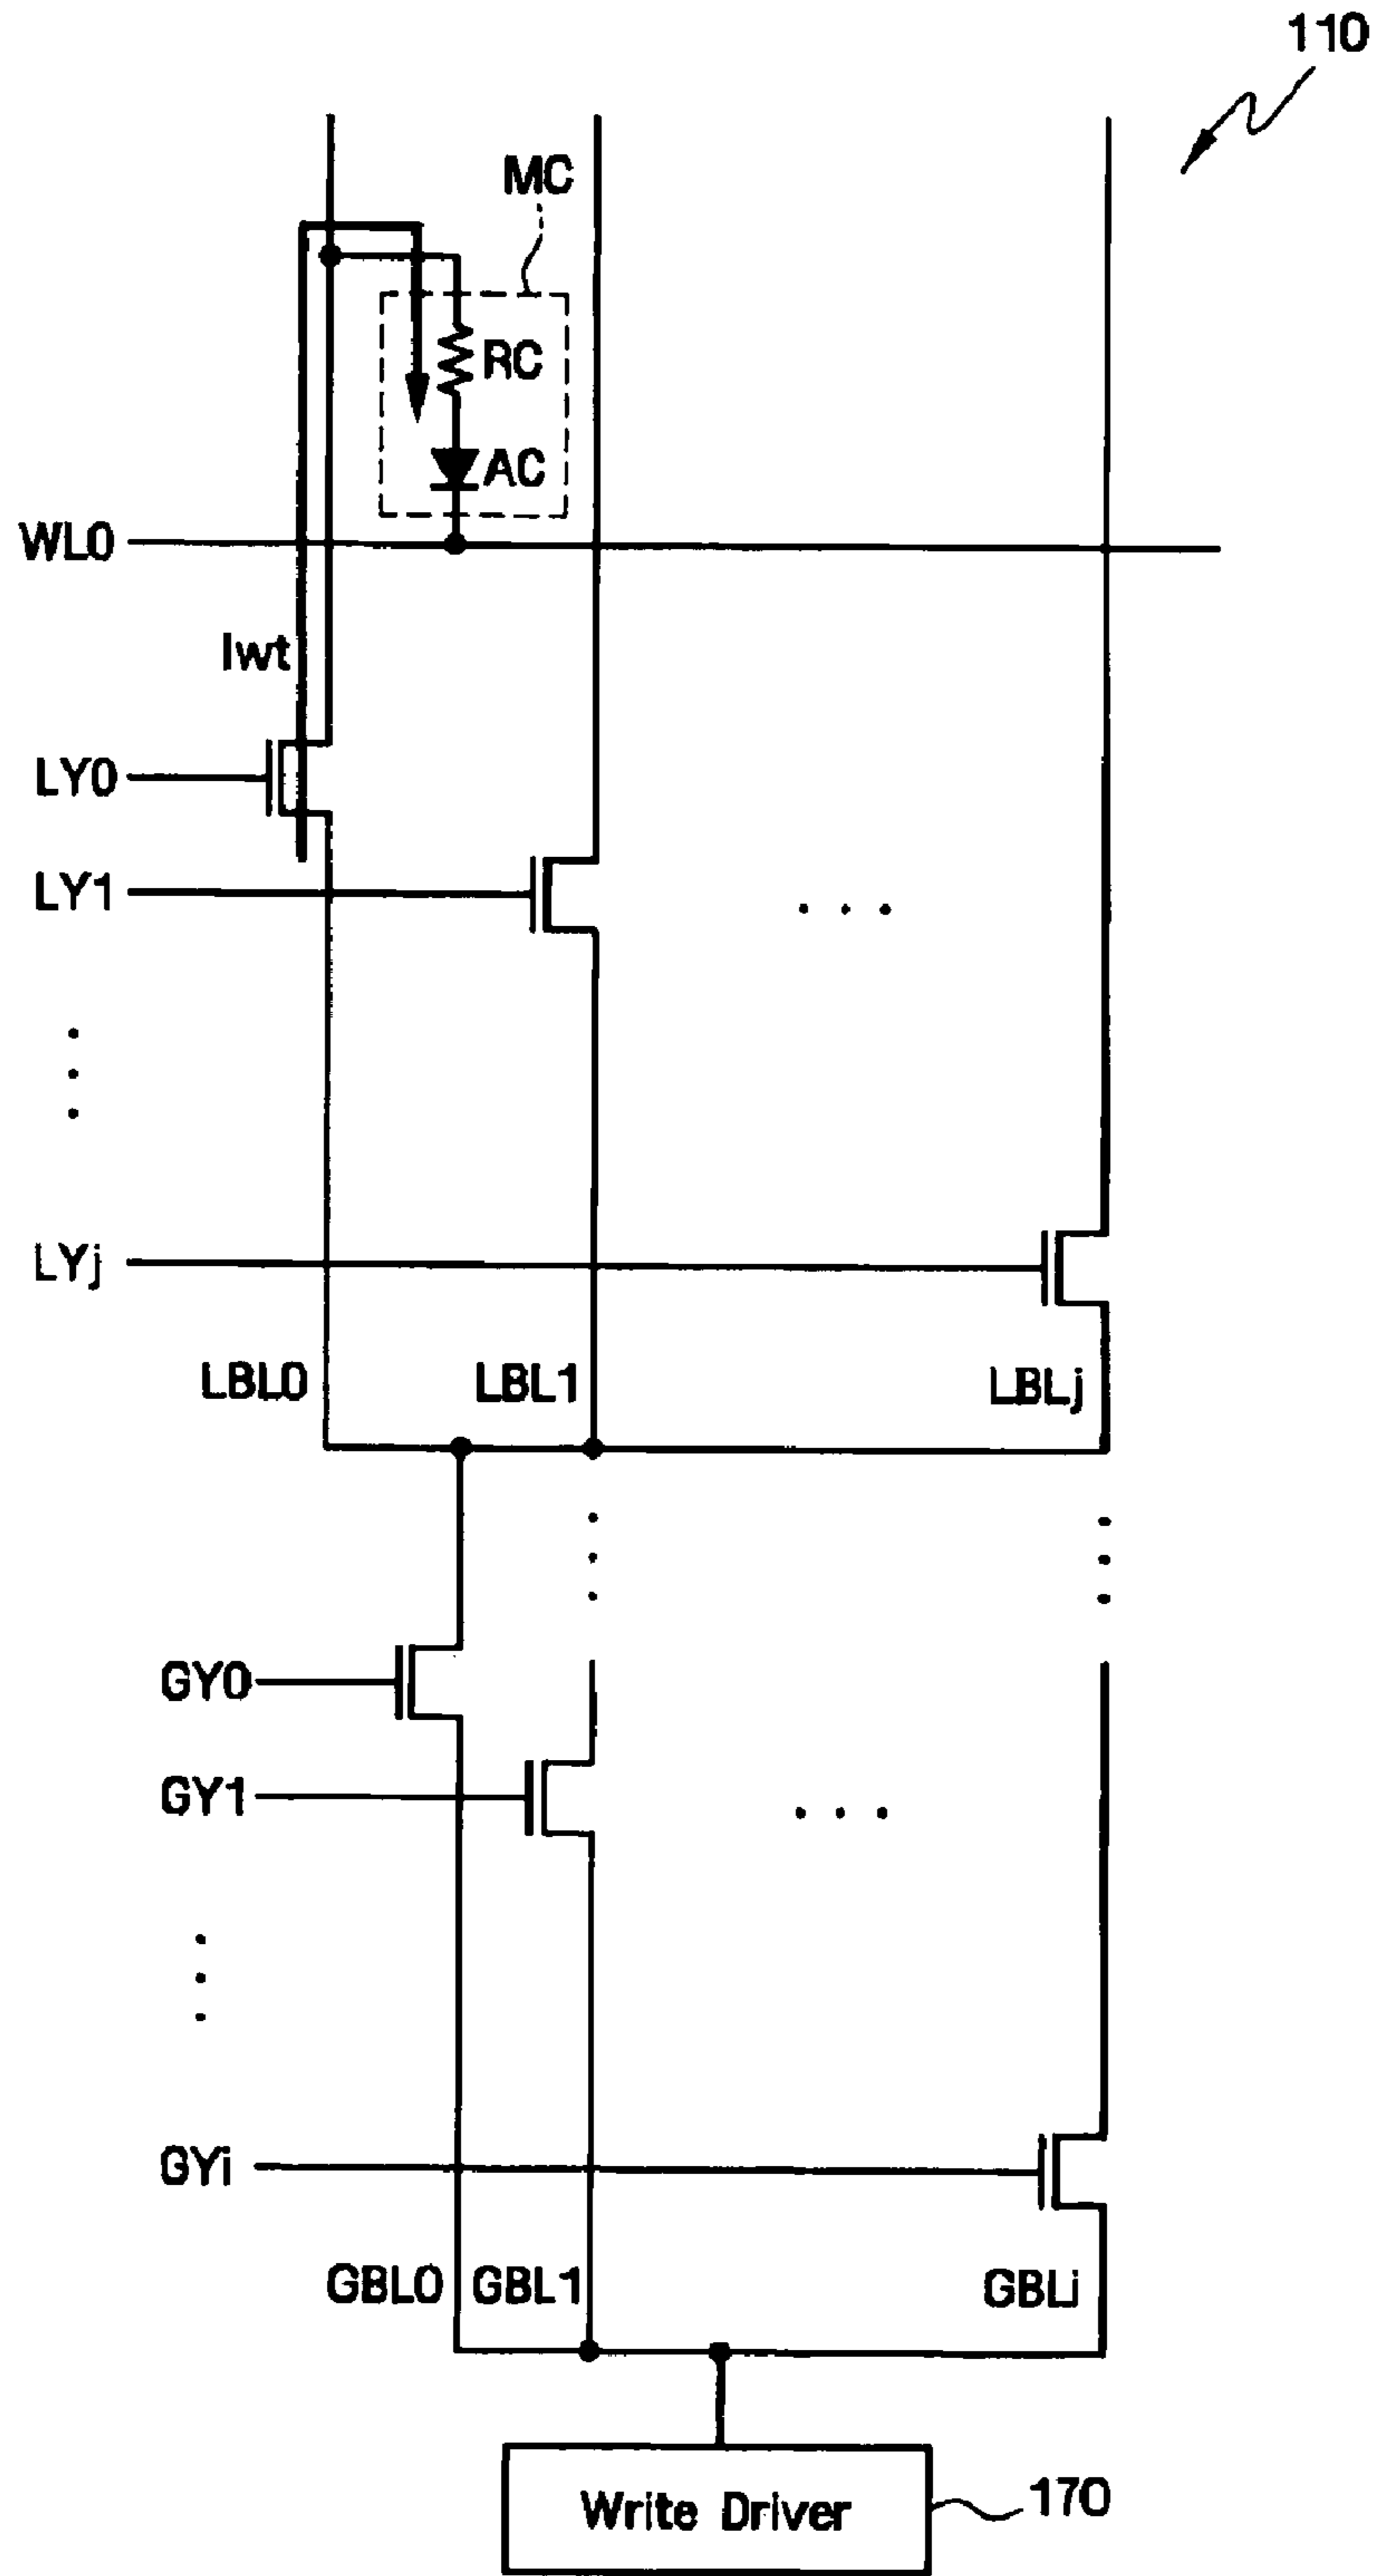 110
MC
RC
AC
WL0
Iwt
LY0
LY1
. . .
LYj
LBL0 LBL1 LBLj
GY0
GY1
. . .
GYi
GBL0 GBL1 GBLi
Write Driver 170